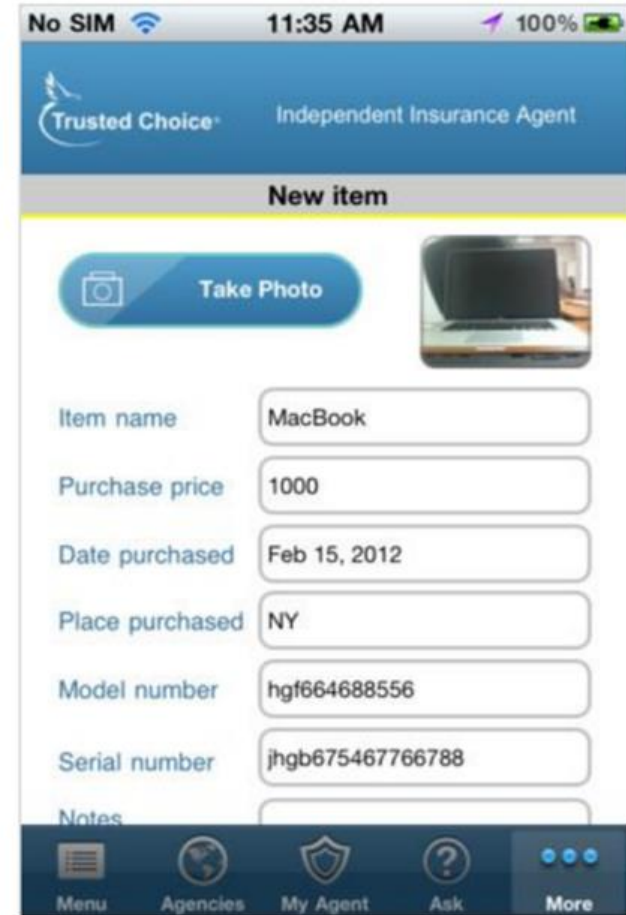 No SIM 11:35 AM 100%
Trusted Choice® Independent Insurance Agent
New item
Take Photo
Item name MacBook
Purchase price 1000
Date purchased Feb 15, 2012
Place purchased NY
Model number hgf664688556
Serial number jhgb675467766788
Notes
Menu Agencies My Agent Ask More